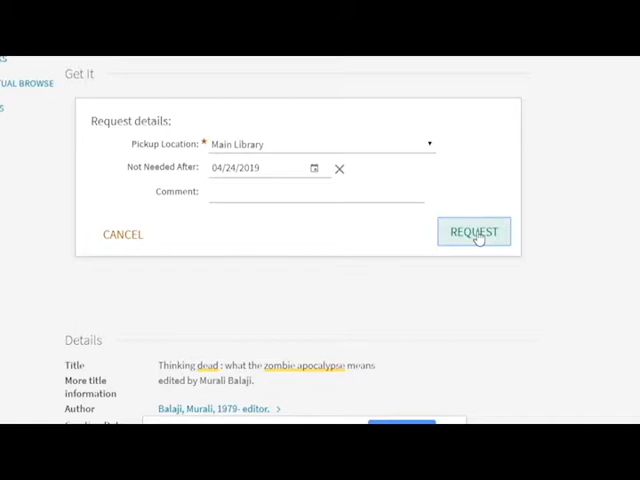 Get It
TUAL BROWSE
Request details:
Pickup Location: * Main Library
Not Needed After: 04/24/2019
Comment:
CANCEL
REQUEST
Details
Title Thinking dead : what the zombie apocalypse means
More title edited by Murali Balaji.
information
Author Balaji, Murali, 1979- editor. >